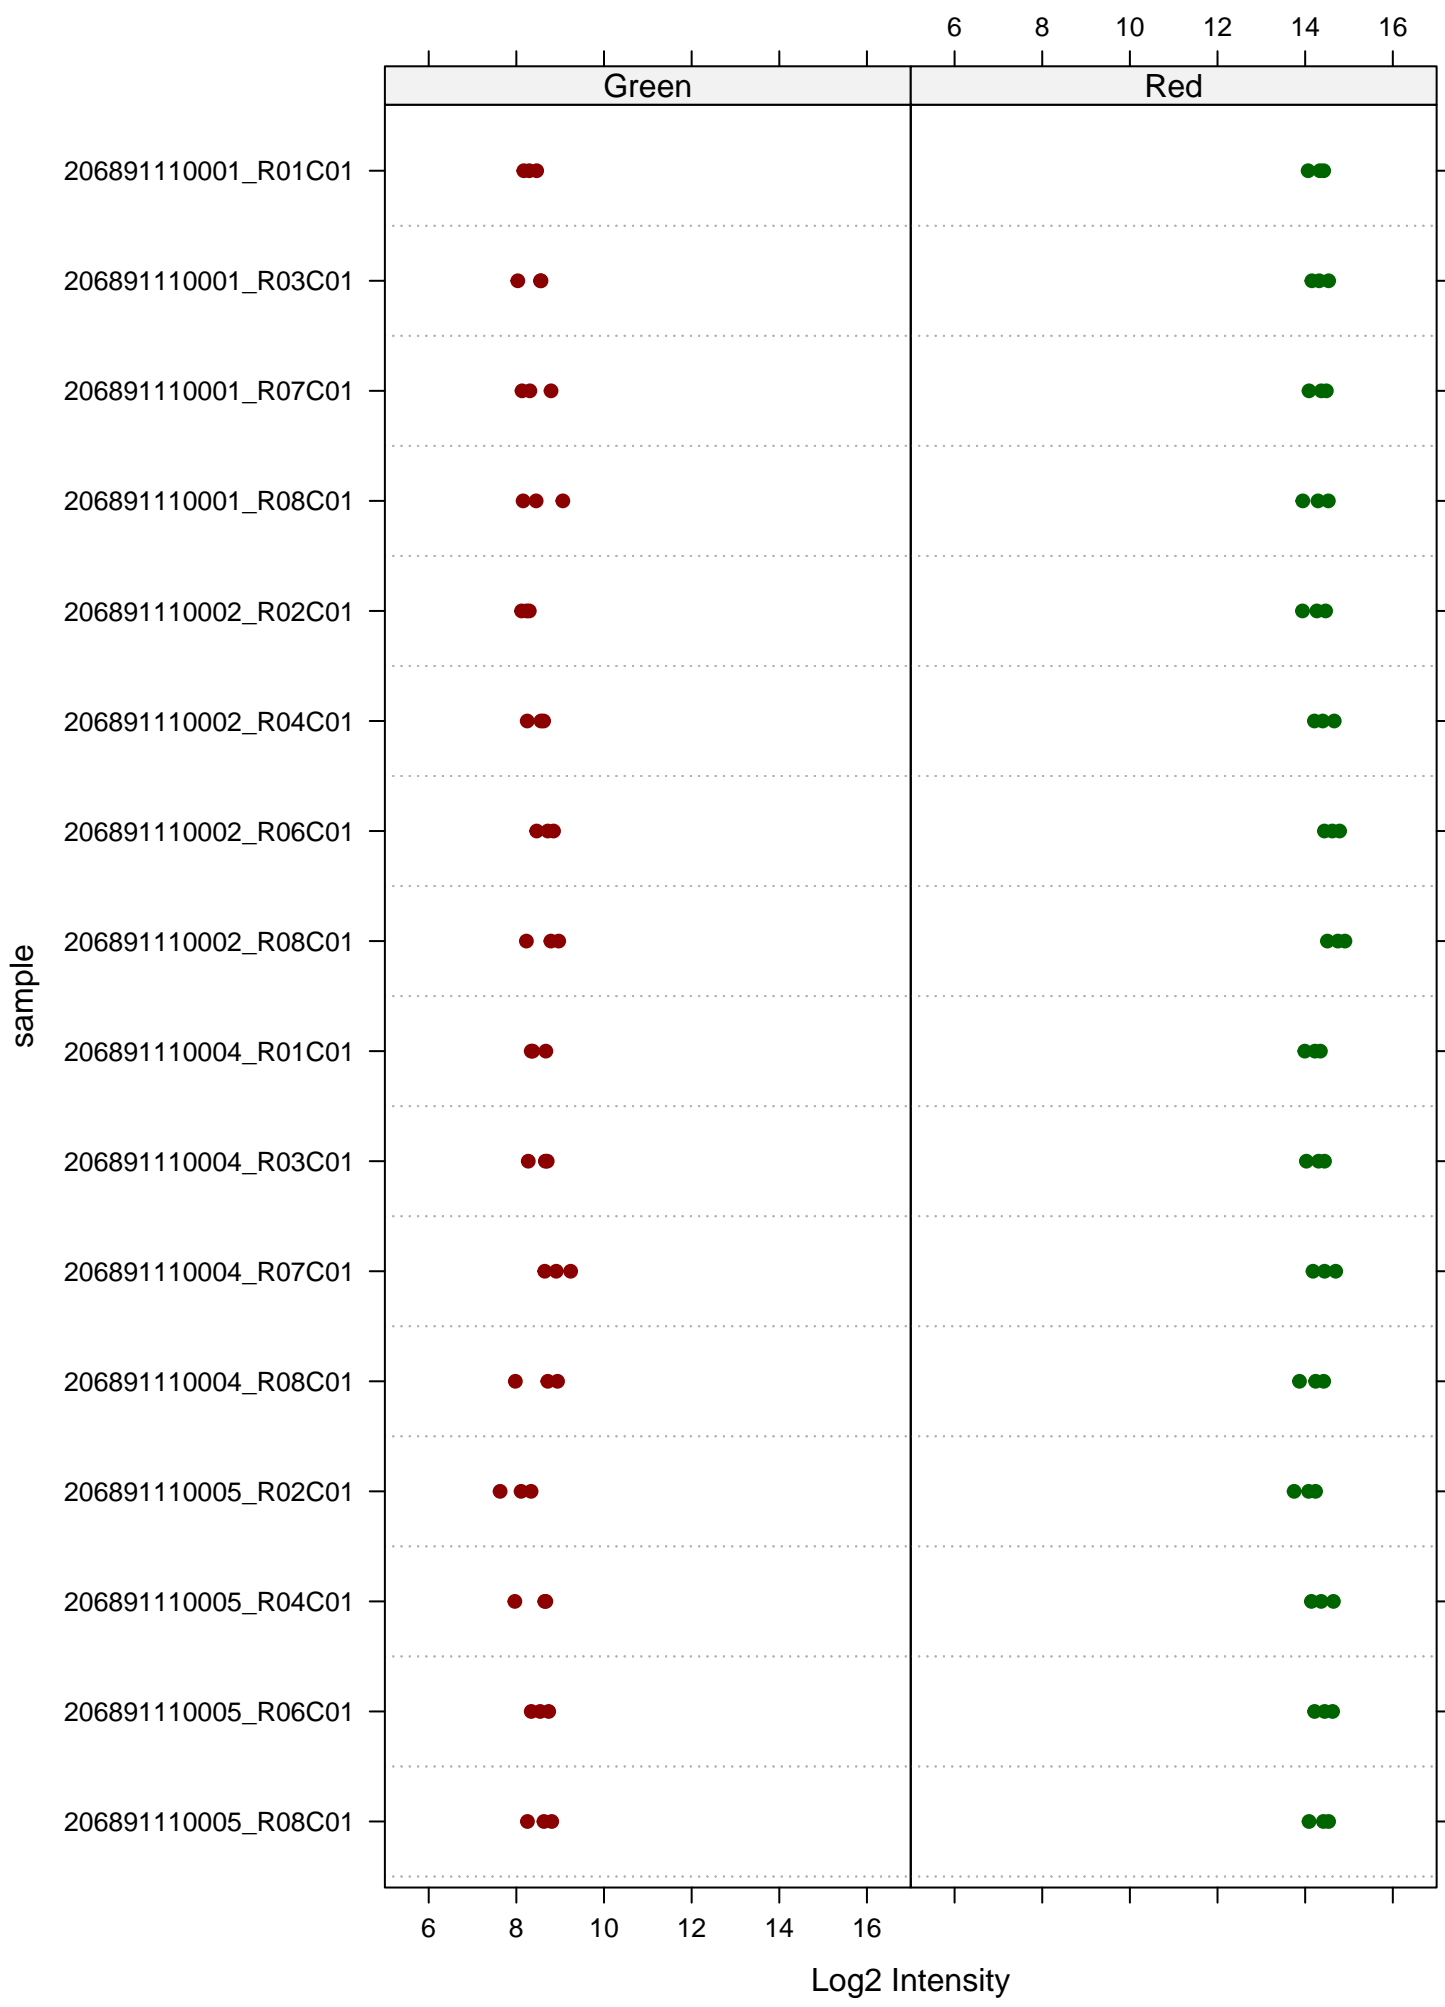 6 8 10 12 14 16
Green Red
206891110001_R01C01
206891110001_R03C01
206891110001_R07C01
206891110001_R08C01
206891110002_R02C01
206891110002_R04C01
206891110002_R06C01
206891110002_R08C01
206891110004_R01C01
206891110004_R03C01
206891110004_R07C01
206891110004_R08C01
206891110005_R02C01
206891110005_R04C01
206891110005_R06C01
206891110005_R08C01
sample
6 8 10 12 14 16
Log2 Intensity